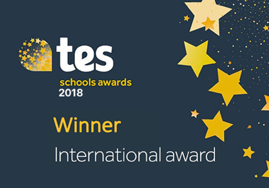 tes
schools awards
2018
Winner
International award